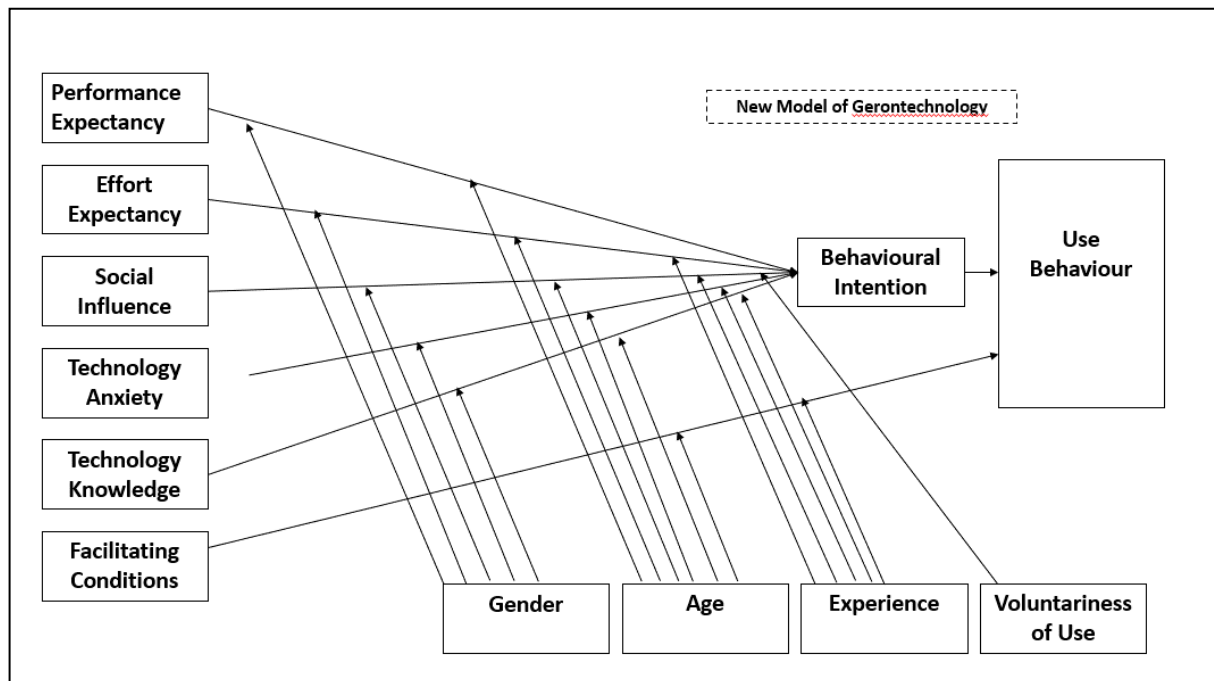 Performance
Expectancy
New Model of Gerontechnology
Effort
Expectancy
Social
Influence
Technology
Anxiety
Technology
Knowledge
Facilitating
Conditions
Behavioural
Intention
Use
Behaviour
Gender
Age
Experience
Voluntariness
of Use